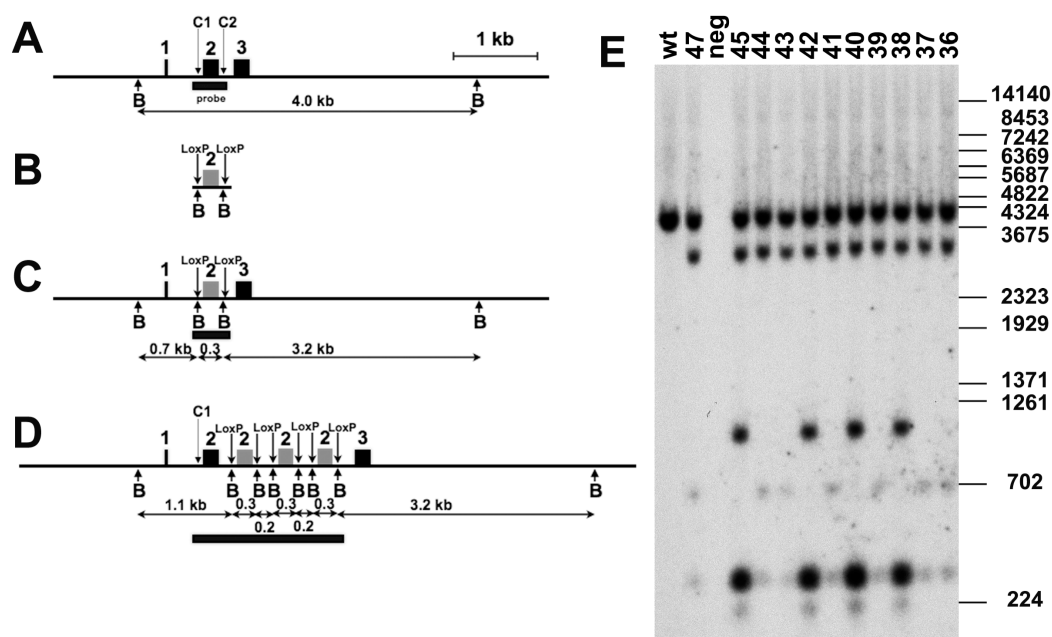 A
C1 C2
1 2 3
1 kb
probe
B B
4.0 kb
B
LoxP LoxP
2
B B
C
LoxP LoxP
1 2 3
B B B B
0.7 kb 0.3 3.2 kb
D
C1
LoxP LoxP LoxP LoxP
1 2 2 2 2 3
B B B B B B B B
1.1 kb 0.3 0.3 0.3 3.2 kb
0.2 0.2
E
wt 47 neg 45 44 43 42 41 40 39 38 37 36
14140
8453
7242
6369
5687
4822
4324
3675
2323
1929
1371
1261
702
224